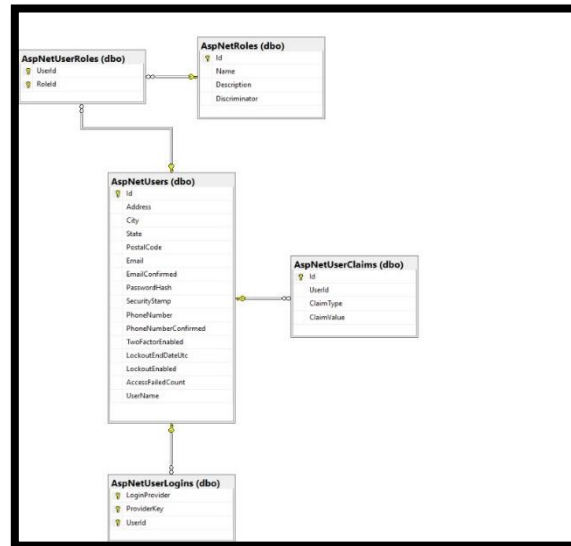 AspNetUserRoles (dbo)
UserId
RoleId
AspNetRoles (dbo)
Id
Name
Description
Discriminator
AspNetUsers (dbo)
Id
Address
City
State
PostalCode
Email
EmailConfirmed
PasswordHash
SecurityStamp
PhoneNumber
PhoneNumberConfirmed
TwoFactorEnabled
LockoutEndDateUtc
LockoutEnabled
AccessFailedCount
UserName
AspNetUserClaims (dbo)
Id
UserId
ClaimType
ClaimValue
AspNetUserLogins (dbo)
LoginProvider
ProviderKey
UserId